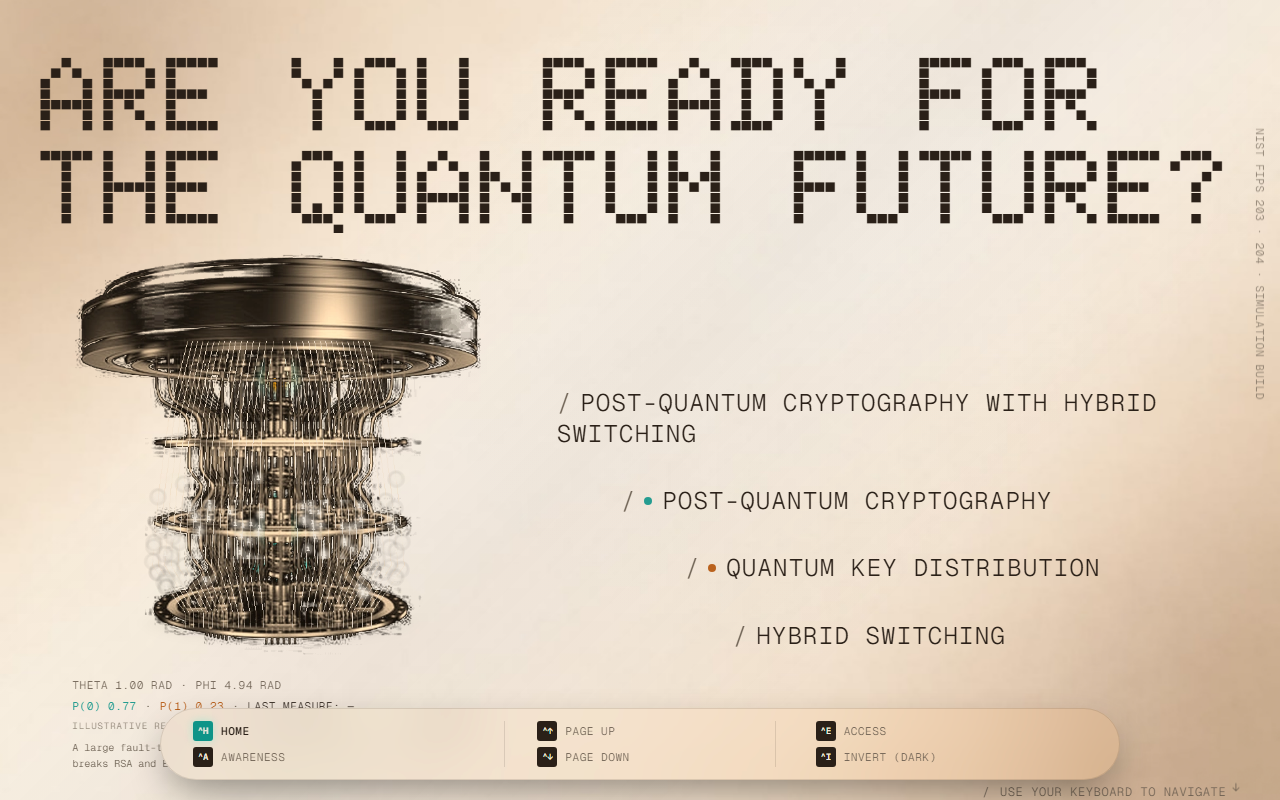 ARE YOU READY FOR
THE QUANTUM FUTURE?
NIST FIPS 203 · 204 · SIMULATION BUILD
/ POST-QUANTUM CRYPTOGRAPHY WITH HYBRID
SWITCHING
/ • POST-QUANTUM CRYPTOGRAPHY
/ • QUANTUM KEY DISTRIBUTION
/ HYBRID SWITCHING
THETA 1.00 RAD · PHI 4.94 RAD
P(0) 0.77 · P(1) 0.23 · LAST MEASURE: —
ILLUSTRATIVE
A large
breaks RSA and
^H HOME
^A AWARENESS
^↑ PAGE UP
^↓ PAGE DOWN
^E ACCESS
^I INVERT (DARK)
/ USE YOUR KEYBOARD TO NAVIGATE ↓